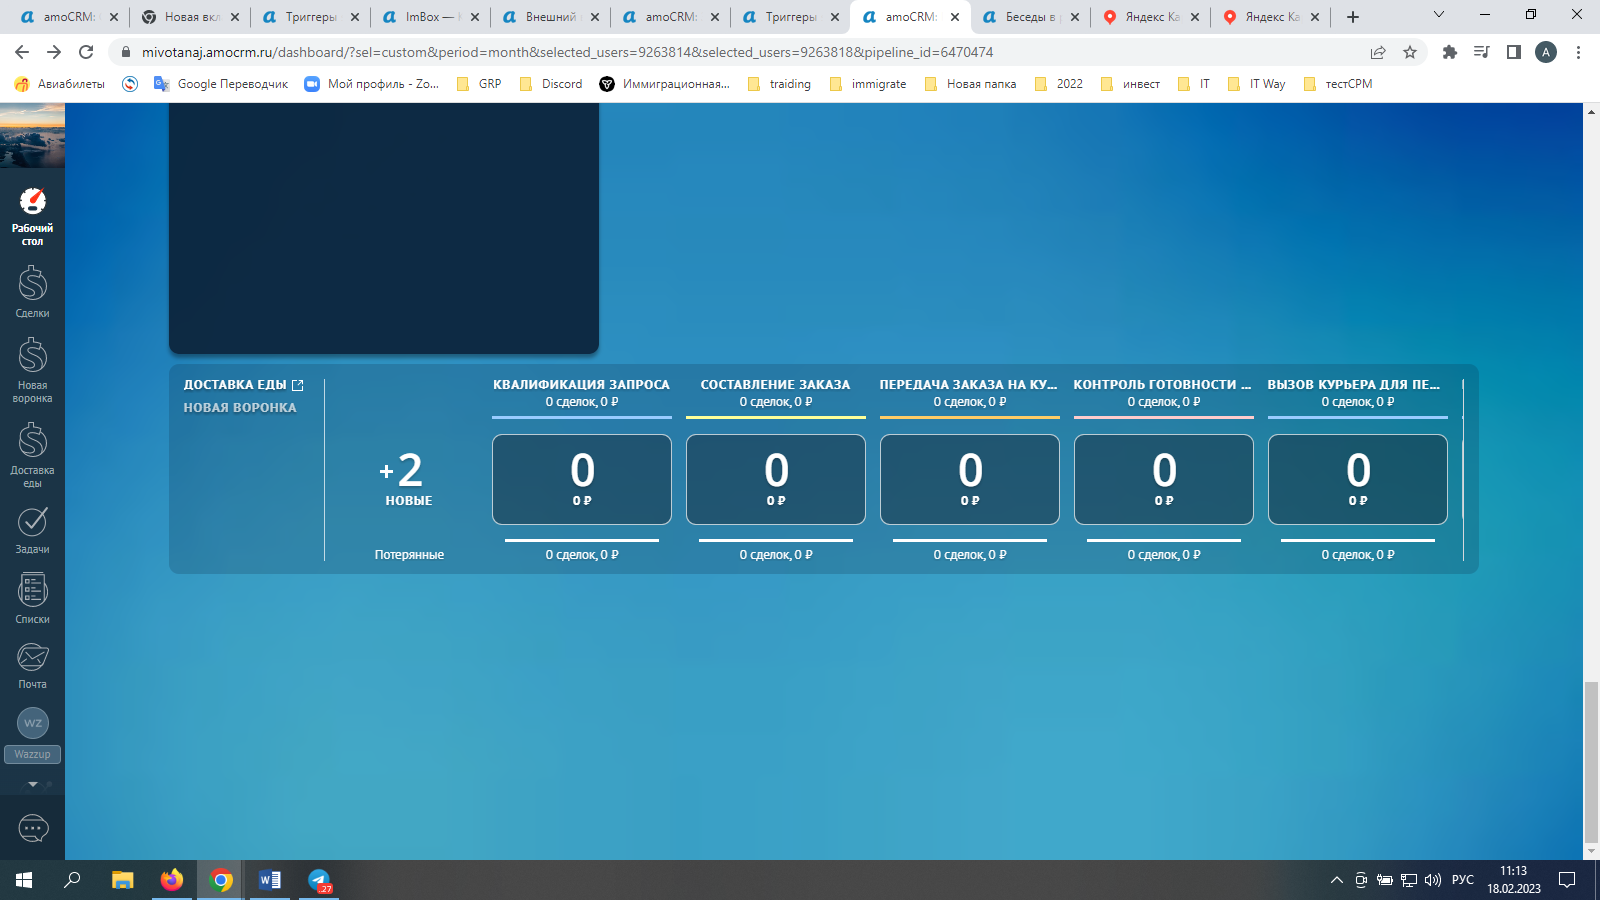 amoCRM:
Новая вкл
Триггеры
ImBox —
Внешний
amoCRM:
Триггеры
amoCRM:
Беседы в
Яндекс Ка
Яндекс Ка
mivotanaj.amocrm.ru/dashboard/?sel=custom&period=month&selected_users=9263814&selected_users=9263818&pipeline_id=6470474
A
Авиабилеты
Google Переводчик
Мой профиль - Zo...
GRP
Discord
Иммиграционная...
traiding
immigrate
Новая папка
2022
инвест
IT
IT Way
тестСРМ
Рабочий
стол
Сделки
Новая
воронка
Доставка
еды
Задачи
Списки
Почта
WZ
Wazzup
ДОСТАВКА ЕДЫ
НОВАЯ ВОРОНКА
+2
НОВЫЕ
Потерянные
КВАЛИФИКАЦИЯ ЗАПРОСА
0 сделок, 0 ₽
0
0 ₽
0 сделок, 0 ₽
СОСТАВЛЕНИЕ ЗАКАЗА
0 сделок, 0 ₽
0
0 ₽
0 сделок, 0 ₽
ПЕРЕДАЧА ЗАКАЗА НА КУ...
0 сделок, 0 ₽
0
0 ₽
0 сделок, 0 ₽
КОНТРОЛЬ ГОТОВНОСТИ ...
0 сделок, 0 ₽
0
0 ₽
0 сделок, 0 ₽
ВЫЗОВ КУРЬЕРА ДЛЯ ПЕ...
0 сделок, 0 ₽
0
0 ₽
0 сделок, 0 ₽
27
РУС
11:13
18.02.2023